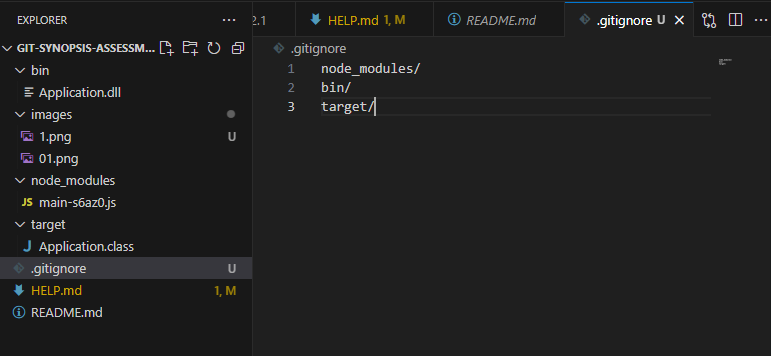 EXPLORER
GIT-SYNOPSIS-ASSESSM...
bin
Application.dll
images
1.png U
01.png
node_modules
JS main-s6az0.js
target
J Application.class
.gitignore U
HELP.md 1, M
README.md
2.1 HELP.md 1, M README.md .gitignore U
.gitignore
1 node_modules/
2 bin/
3 target/